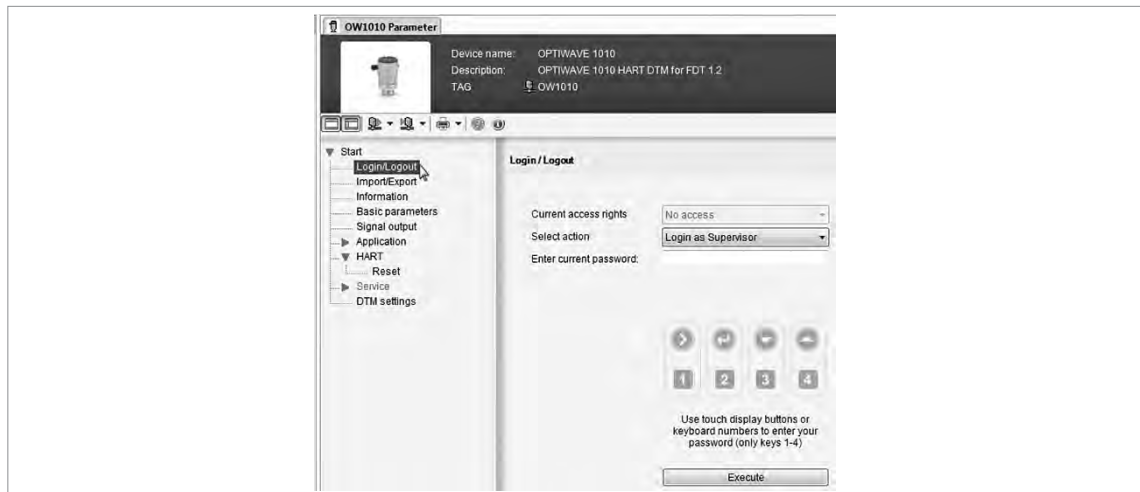 OW1010 Parameter
Device name: OPTIWAVE 1010
Description: OPTIWAVE 1010 HART DTM for FDT 1.2
TAG OW1010
Start
Login/Logout
Import/Export
Information
Basic parameters
Signal output
Application
HART
Reset
Service
DTM settings
Login / Logout
Current access rights No access
Select action Login as Supervisor
Enter current password:
1 2 3 4
Use touch display buttons or
keyboard numbers to enter your
password (only keys 1-4)
Execute